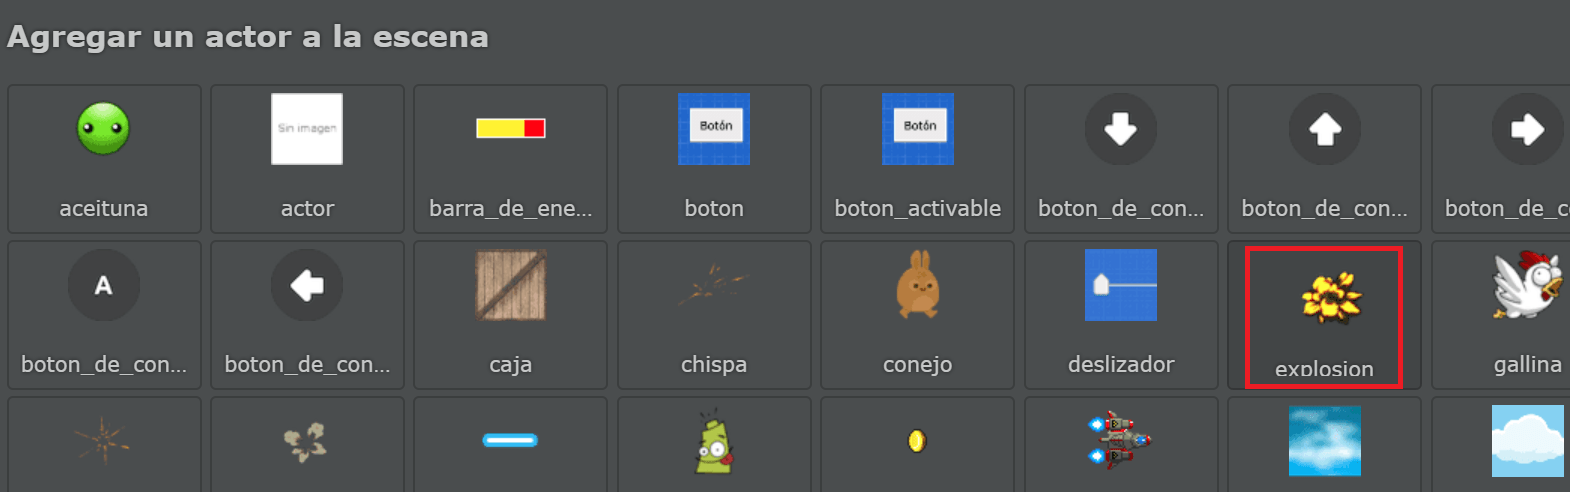 Agregar un actor a la escena
Sin imagen
Botón
Botón
aceituna
actor
barra_de_ene...
boton
boton_activable
boton_de_con...
boton_de_con...
boton_de_c
A
boton_de_con...
boton_de_con...
caja
chispa
conejo
deslizador
explosion
gallina